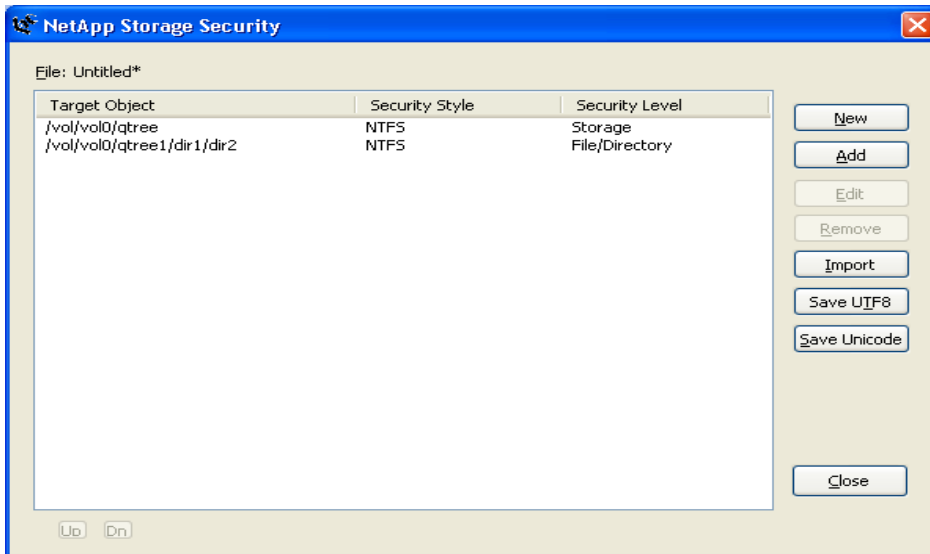 NetApp Storage Security
File: Untitled*
Target Object Security Style Security Level
/vol/vol0/qtree NTFS Storage
/vol/vol0/qtree1/dir1/dir2 NTFS File/Directory
New
Add
Edit
Remove
Import
Save UTF8
Save Unicode
Close
Up Dn